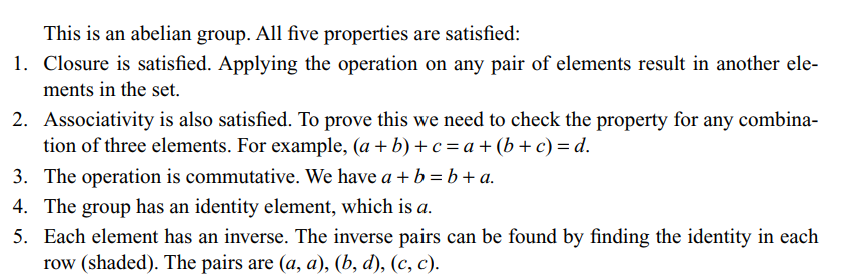 This is an abelian group. All five properties are satisfied:
1. Closure is satisfied. Applying the operation on any pair of elements result in another ele-
ments in the set.
2. Associativity is also satisfied. To prove this we need to check the property for any combina-
tion of three elements. For example, (a + b) + c = a + (b + c) = d.
3. The operation is commutative. We have a + b = b + a.
4. The group has an identity element, which is a.
5. Each element has an inverse. The inverse pairs can be found by finding the identity in each
row (shaded). The pairs are (a, a), (b, d), (c, c).